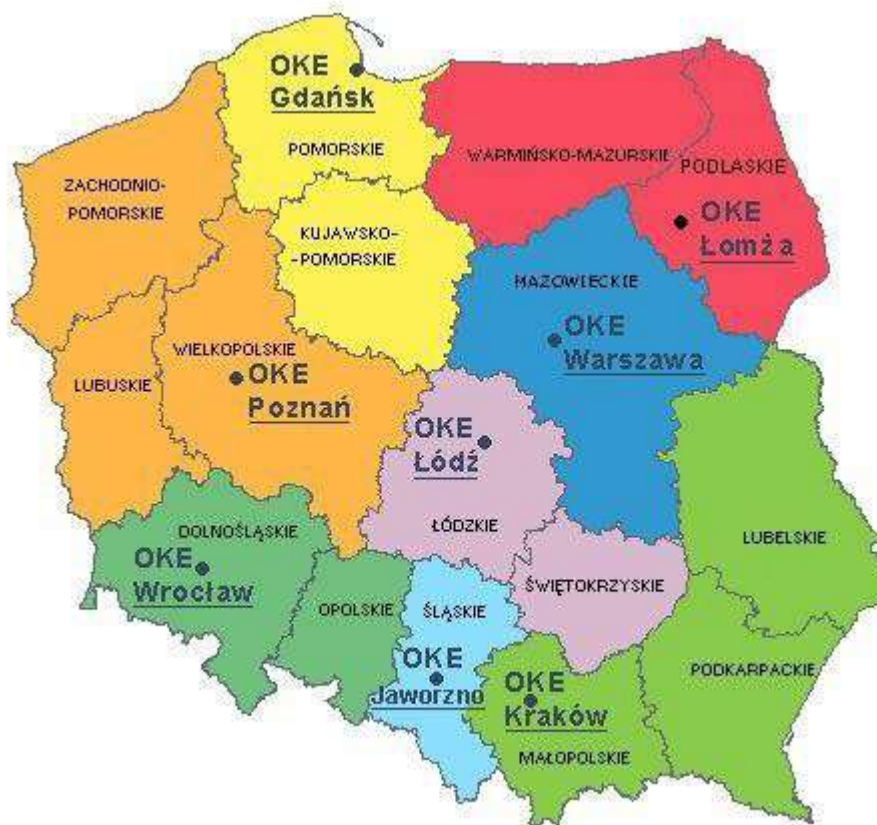 OKE
Gdańsk
POMORSKIE
WARMIŃSKO-MAZURSKIE
PODLASKIE
ZACHODNIO-
POMORSKIE
OKE
Łomża
KUJAWSKO-
-POMORSKIE
MAZOWIECKIE
OKE
Warszawa
WIELKOPOLSKIE
LUBUSKIE
OKE
Poznań
OKE
Łódź
ŁÓDZKIE
DOLNOŚLĄSKIE
LUBELSKIE
OKE
Wrocław
ŚWIĘTOKRZYSKIE
OPOLSKIE
ŚLĄSKIE
OKE
Jaworzno
PODKARPACKIE
OKE
Kraków
MAŁOPOLSKIE